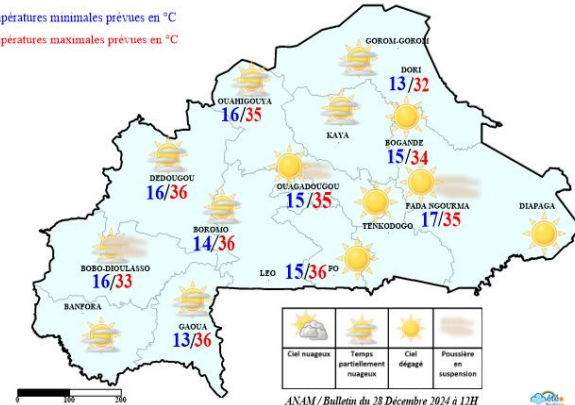 pératures minimales prévues en °C
pératures maximales prévues en °C
GOROM-GOROM
DORI
13/32
OUAHIGOUYA
16/35
KAYA
BOGANDE
15/34
DEDOUGOU
16/36
OUAGADOUGOU
15/35
FADA NGOURMA
17/35
DIAPAGA
TENKODOGO
BOROMO
14/36
BOBO-DIOULASSO
16/33
LEO
15/36 PO
BANFORA
GAOUA
13/36
Ciel nuageux
Temps partiellement nuageux
Ciel dégagé
Poussière en suspension
0 100 200
ANAM / Bulletin du 28 Décembre 2024 à 12H